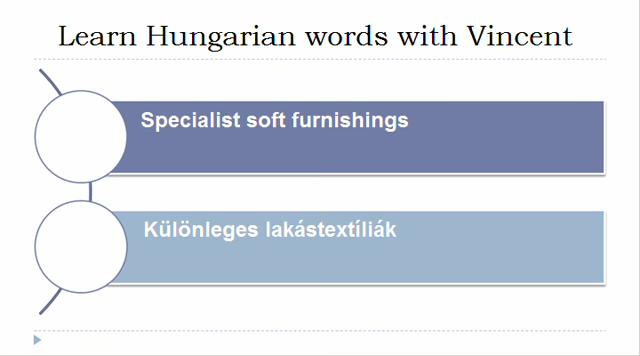 Learn Hungarian words with Vincent
Specialist soft furnishings
Különleges lakástextíliák